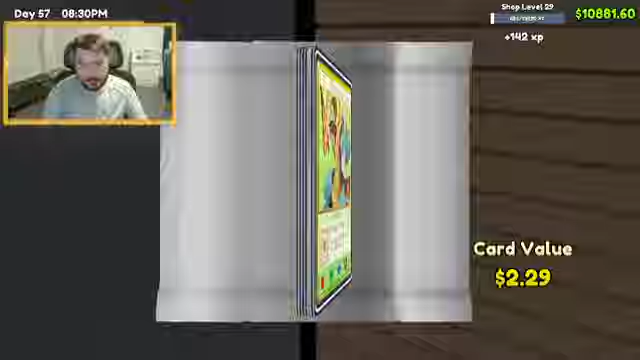 Day 57 08:30PM
Shop Level 29
$10881.60
+142 xp
Card Value
$2.29